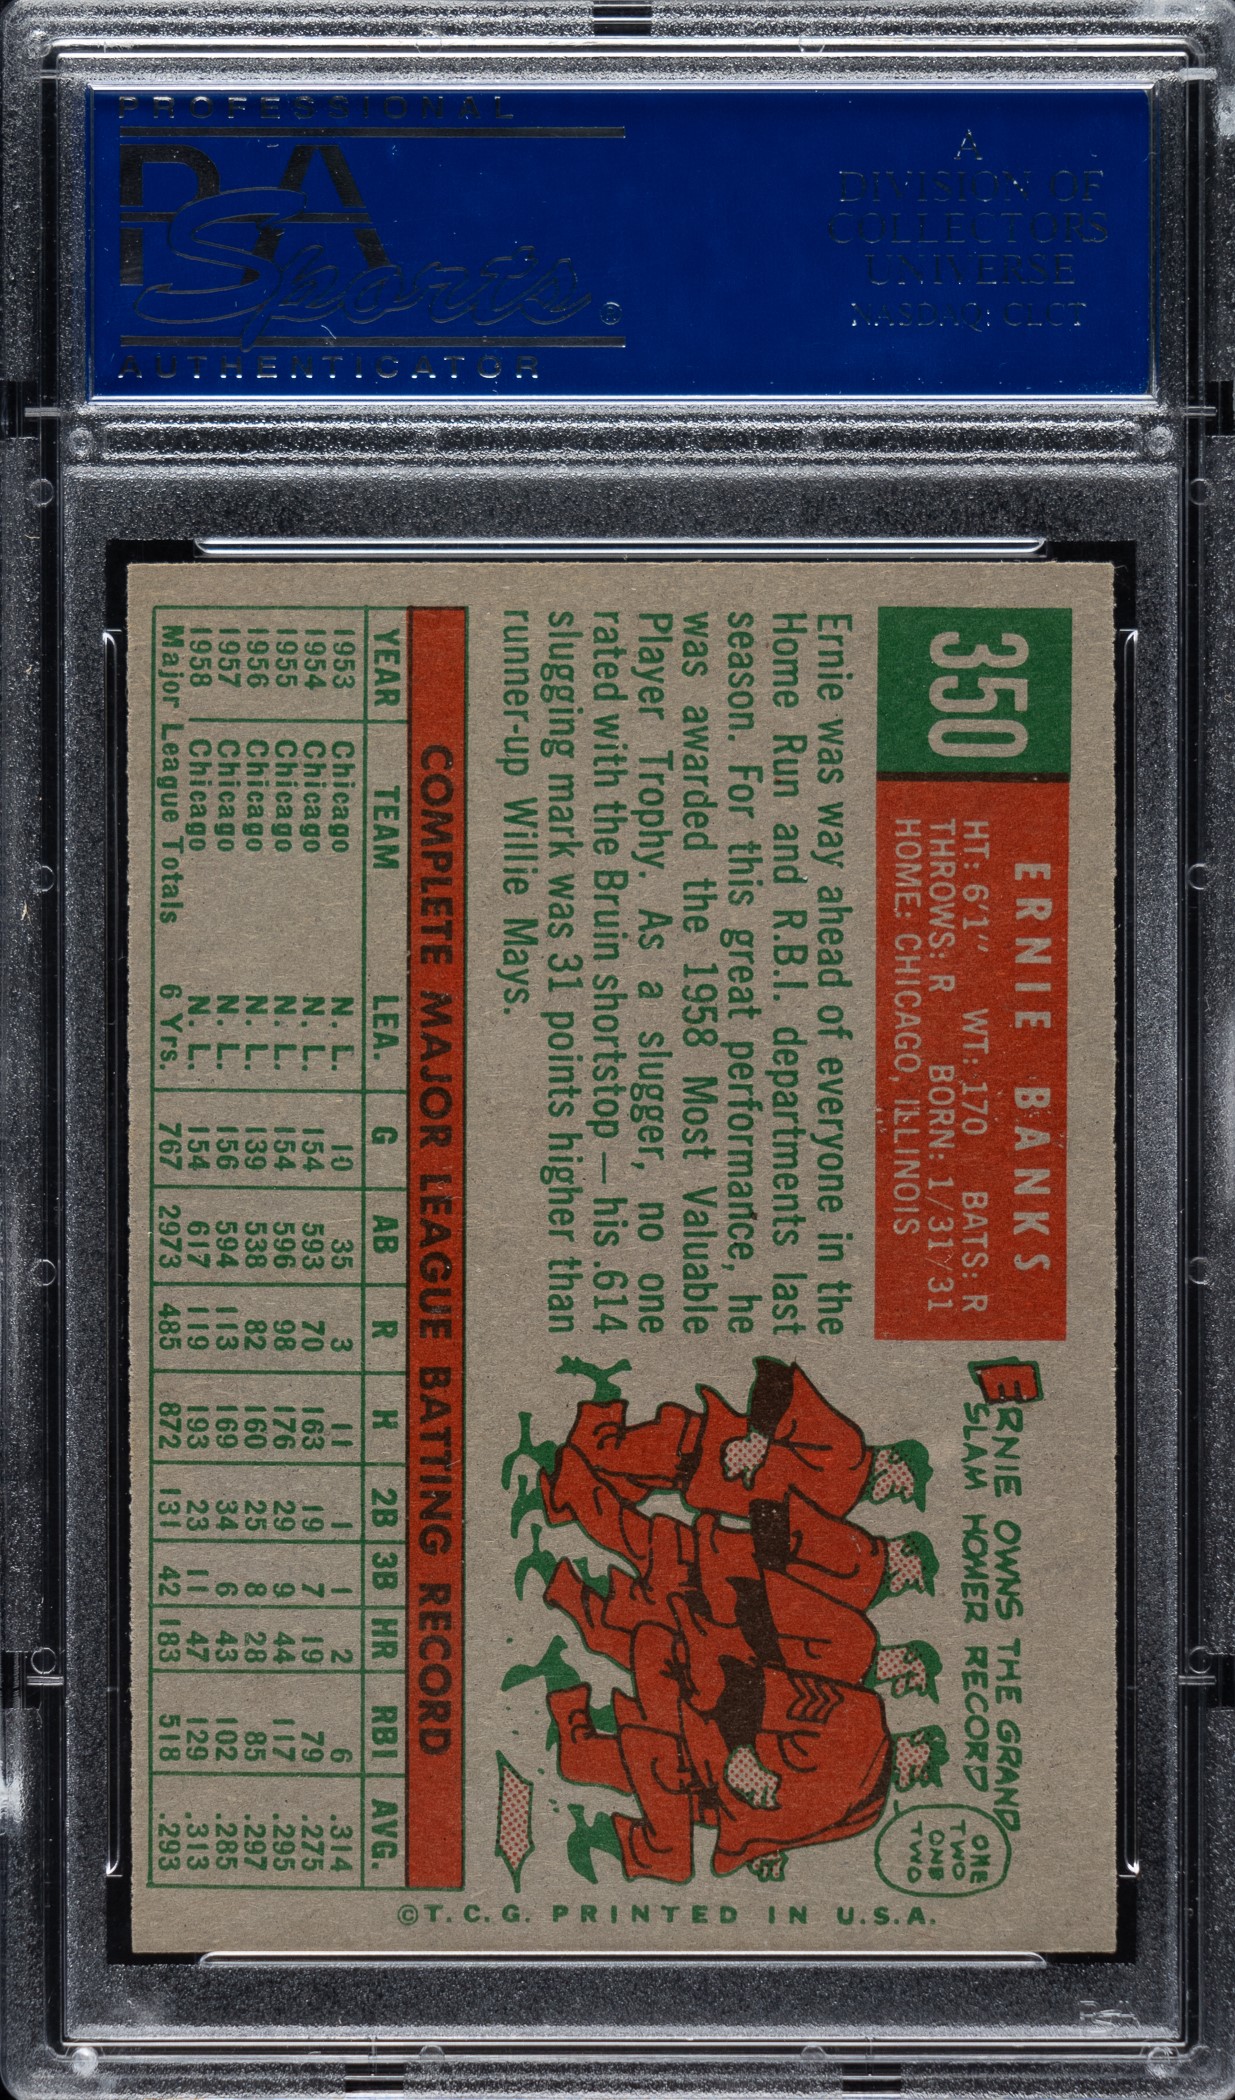 PROFESSIONAL
PSA
Sports
©
AUTHENTICATOR
A
DIVISION OF
COLLECTORS
UNIVERSE
NASDAQ: CLCT
350
ERNIE BANKS
HT: 6'1" WT: 170 BATS: R
THROWS: R BORN: 1/31/31
HOME: CHICAGO, ILLINOIS
Ernie was way ahead of everyone in the
Home Run and R.B.I. departments last
season. For this great performance, he
was awarded the 1958 Most Valuable
Player Trophy. As a slugger, no one
rated with the Bruin shortstop—his .614
slugging mark was 31 points higher than
runner-up Willie Mays.
ERNIE OWNS THE GRAND
SLAM HOMER RECORD
ONE
TWO
ONE
TWO
COMPLETE MAJOR LEAGUE BATTING RECORD
YEAR TEAM LEA. G AB R H 2B 3B HR RBI AVG.
1953 Chicago N. L. 10 35 3 11 1 1 2 6 .314
1954 Chicago N. L. 154 593 70 163 19 7 19 79 .275
1955 Chicago N. L. 154 596 98 176 29 9 44 117 .295
1956 Chicago N. L. 139 538 82 160 25 8 28 85 .297
1957 Chicago N. L. 156 594 113 169 34 6 43 102 .285
1958 Chicago N. L. 154 617 119 193 23 11 47 129 .313
Major League Totals 6 Yrs. 767 2973 485 872 131 42 183 518 .293
©T.C.G. PRINTED IN U.S.A.
PSA